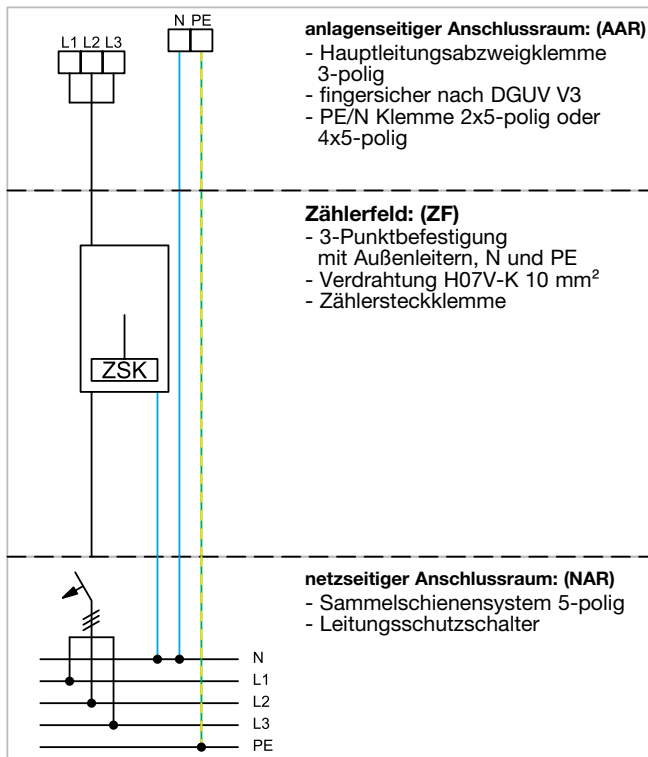 L1 L2 L3
N PE
anlagenseitiger Anschlussraum: (AAR)
- Hauptleitungsabzweigklemme
3-polig
- fingersicher nach DGUV V3
- PE/N Klemme 2x5-polig oder
4x5-polig
Zählerfeld: (ZF)
- 3-Punktbefestigung
mit Außenleitern, N und PE
- Verdrahtung H07V-K 10 mm²
- Zählersteckklemme
ZSK
netzseitiger Anschlussraum: (NAR)
- Sammelschienensystem 5-polig
- Leitungsschutzschalter
N
L1
L2
L3
PE